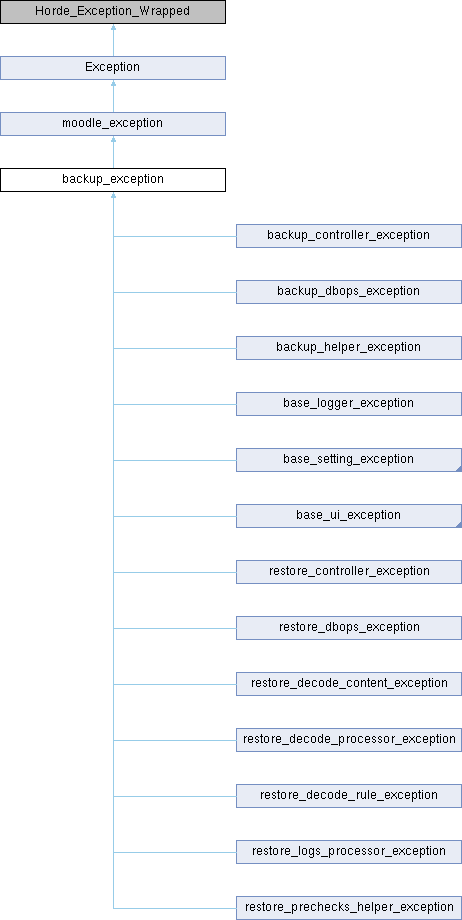 Horde_Exception_Wrapped
Exception
moodle_exception
backup_exception
backup_controller_exception
backup_dbops_exception
backup_helper_exception
base_logger_exception
base_setting_exception
base_ui_exception
restore_controller_exception
restore_dbops_exception
restore_decode_content_exception
restore_decode_processor_exception
restore_decode_rule_exception
restore_logs_processor_exception
restore_prechecks_helper_exception